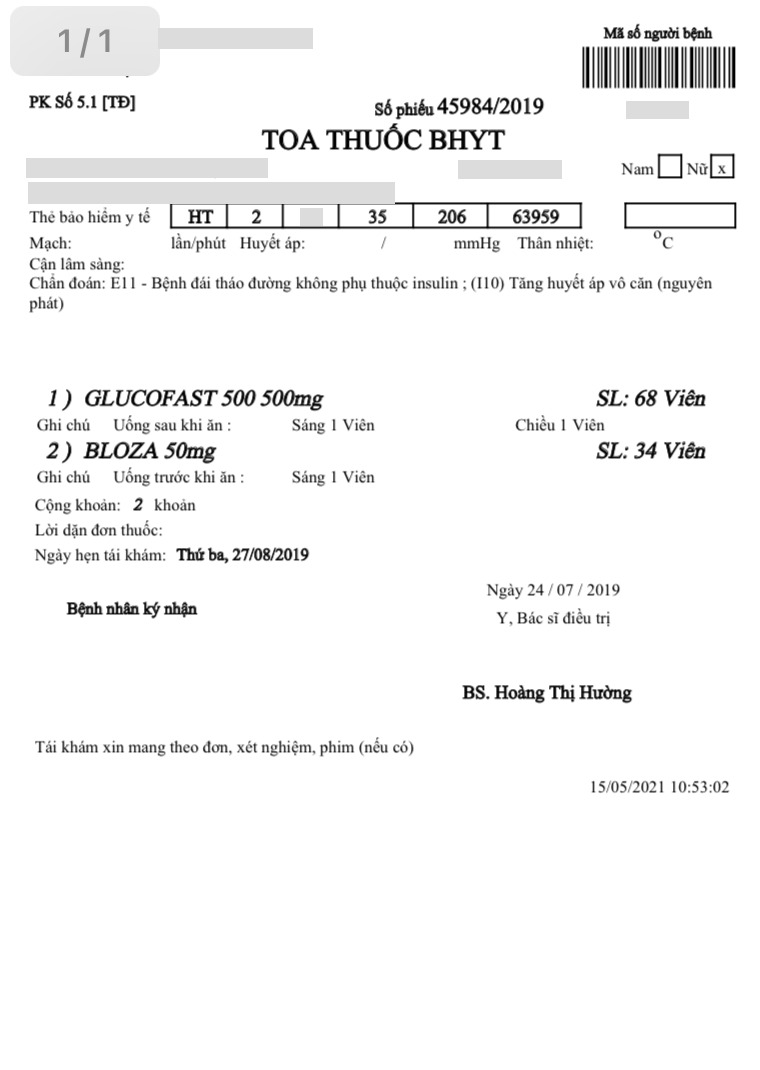 1/1
Mã số người bệnh
PK Số 5.1 [TĐ]
Số phiếu 45984/2019
TOA THUỐC BHYT
Nam Nữ x
Thẻ bảo hiểm y tế HT 2 35 206 63959
Mạch: lần/phút Huyết áp: / mmHg Thân nhiệt: °C
Cận lâm sàng:
Chẩn đoán: E11 - Bệnh đái tháo đường không phụ thuộc insulin ; (I10) Tăng huyết áp vô căn (nguyên
phát)
1 ) GLUCOFAST 500 500mg SL: 68 Viên
Ghi chú Uống sau khi ăn : Sáng 1 Viên Chiều 1 Viên
2 ) BLOZA 50mg SL: 34 Viên
Ghi chú Uống trước khi ăn : Sáng 1 Viên
Cộng khoản: 2 khoản
Lời dặn đơn thuốc:
Ngày hẹn tái khám: Thứ ba, 27/08/2019
Ngày 24 / 07 / 2019
Bệnh nhân ký nhận
Y, Bác sĩ điều trị
BS. Hoàng Thị Hường
Tái khám xin mang theo đơn, xét nghiệm, phim (nếu có)
15/05/2021 10:53:02